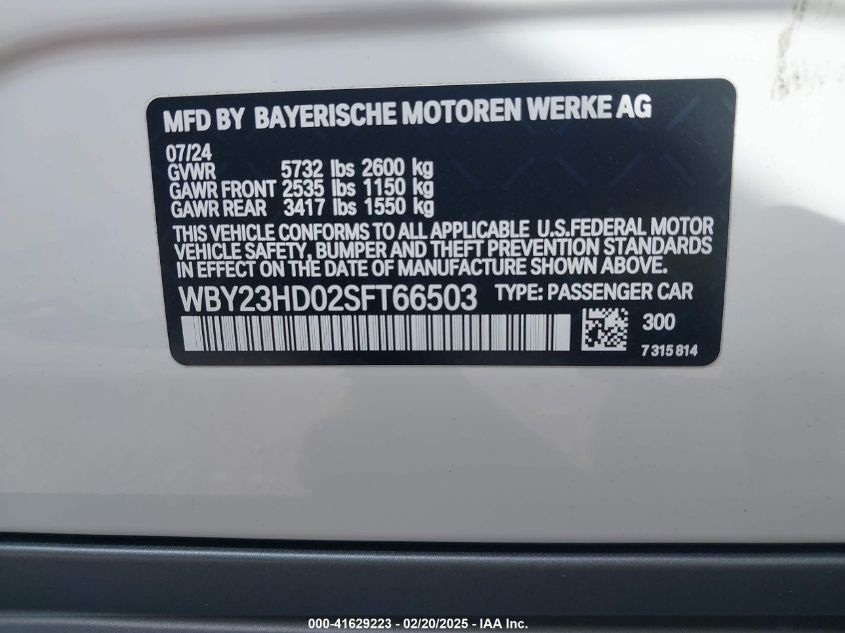 MFD BY BAYERISCHE MOTOREN WERKE AG
07/24
GVWR 5732 lbs 2600 kg
GAWR FRONT 2535 lbs 1150 kg
GAWR REAR 3417 lbs 1550 kg
THIS VEHICLE CONFORMS TO ALL APPLICABLE U.S.FEDERAL MOTOR
VEHICLE SAFETY, BUMPER AND THEFT PREVENTION STANDARDS
IN EFFECT ON THE DATE OF MANUFACTURE SHOWN ABOVE.
WBY23HD02SFT66503 TYPE: PASSENGER CAR
300
7 315 814
000-41629223 - 02/20/2025 - IAA Inc.